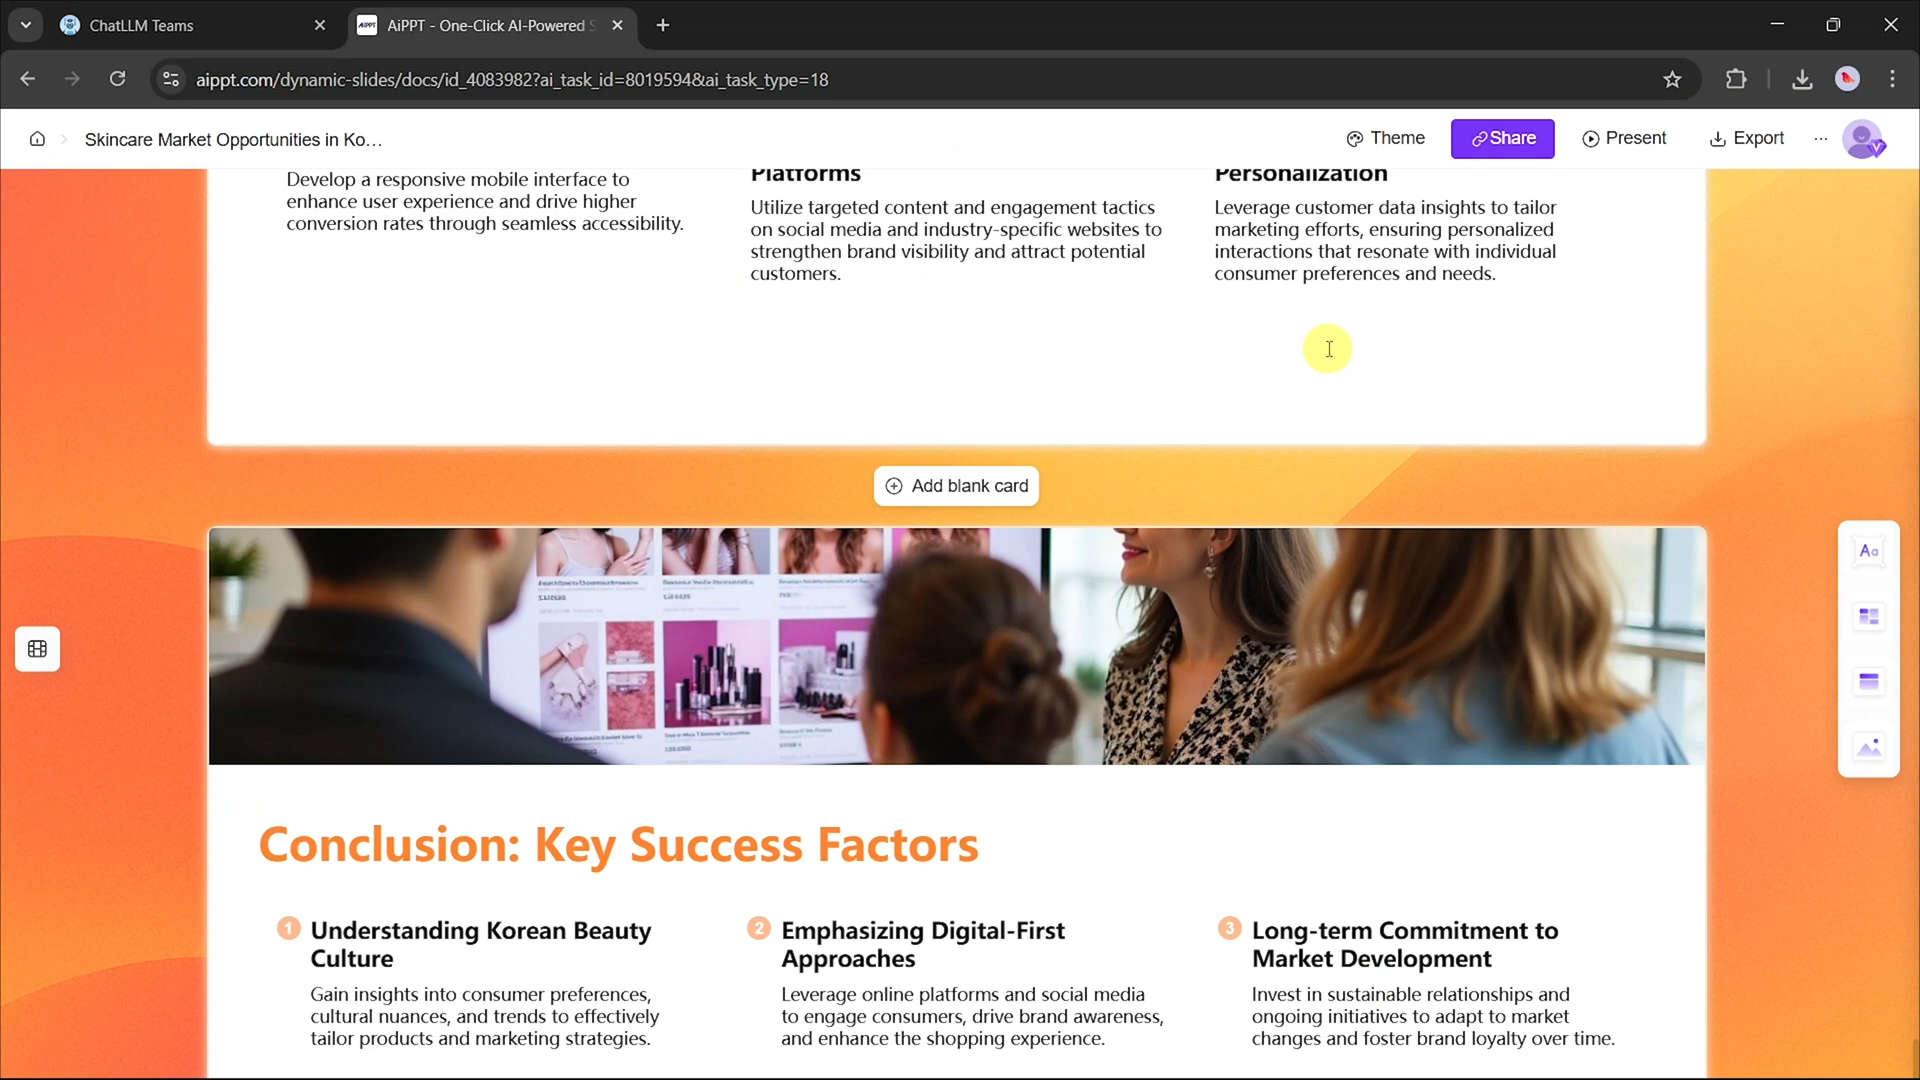 ChatLLM Teams
AiPPT
AiPPT - One-Click AI-Powered
aippt.com/dynamic-slides/docs/id_4083982?ai_task_id=8019594&ai_task_type=18
Skincare Market Opportunities in Ko...
Theme
Share
Present
Export
Develop a responsive mobile interface to
enhance user experience and drive higher
conversion rates through seamless accessibility.
Platforms
Utilize targeted content and engagement tactics
on social media and industry-specific websites to
strengthen brand visibility and attract potential
customers.
Personalization
Leverage customer data insights to tailor
marketing efforts, ensuring personalized
interactions that resonate with individual
consumer preferences and needs.
Add blank card
Aa
Conclusion: Key Success Factors
1 Understanding Korean Beauty
Culture
Gain insights into consumer preferences,
cultural nuances, and trends to effectively
tailor products and marketing strategies.
2 Emphasizing Digital-First
Approaches
Leverage online platforms and social media
to engage consumers, drive brand awareness,
and enhance the shopping experience.
3 Long-term Commitment to
Market Development
Invest in sustainable relationships and
ongoing initiatives to adapt to market
changes and foster brand loyalty over time.